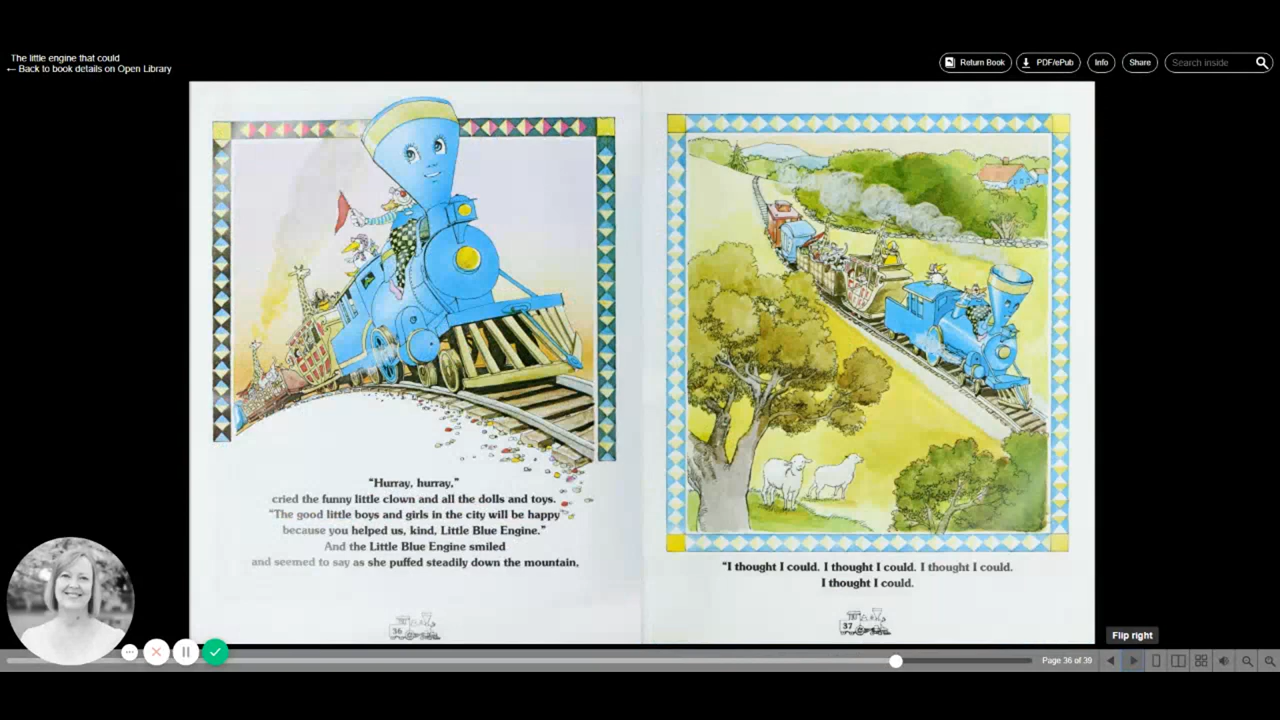 The little engine that could
← Back to book details on Open Library
Return Book
PDF/ePub
Info
Share
Search inside
“Hurray, hurray,”
cried the funny little clown and all the dolls and toys.
“The good little boys and girls in the city will be happy
because you helped us, kind, Little Blue Engine.”
And the Little Blue Engine smiled
and seemed to say as she puffed steadily down the mountain,
36
“I thought I could. I thought I could. I thought I could.
I thought I could.
37
Flip right
Page 36 of 39